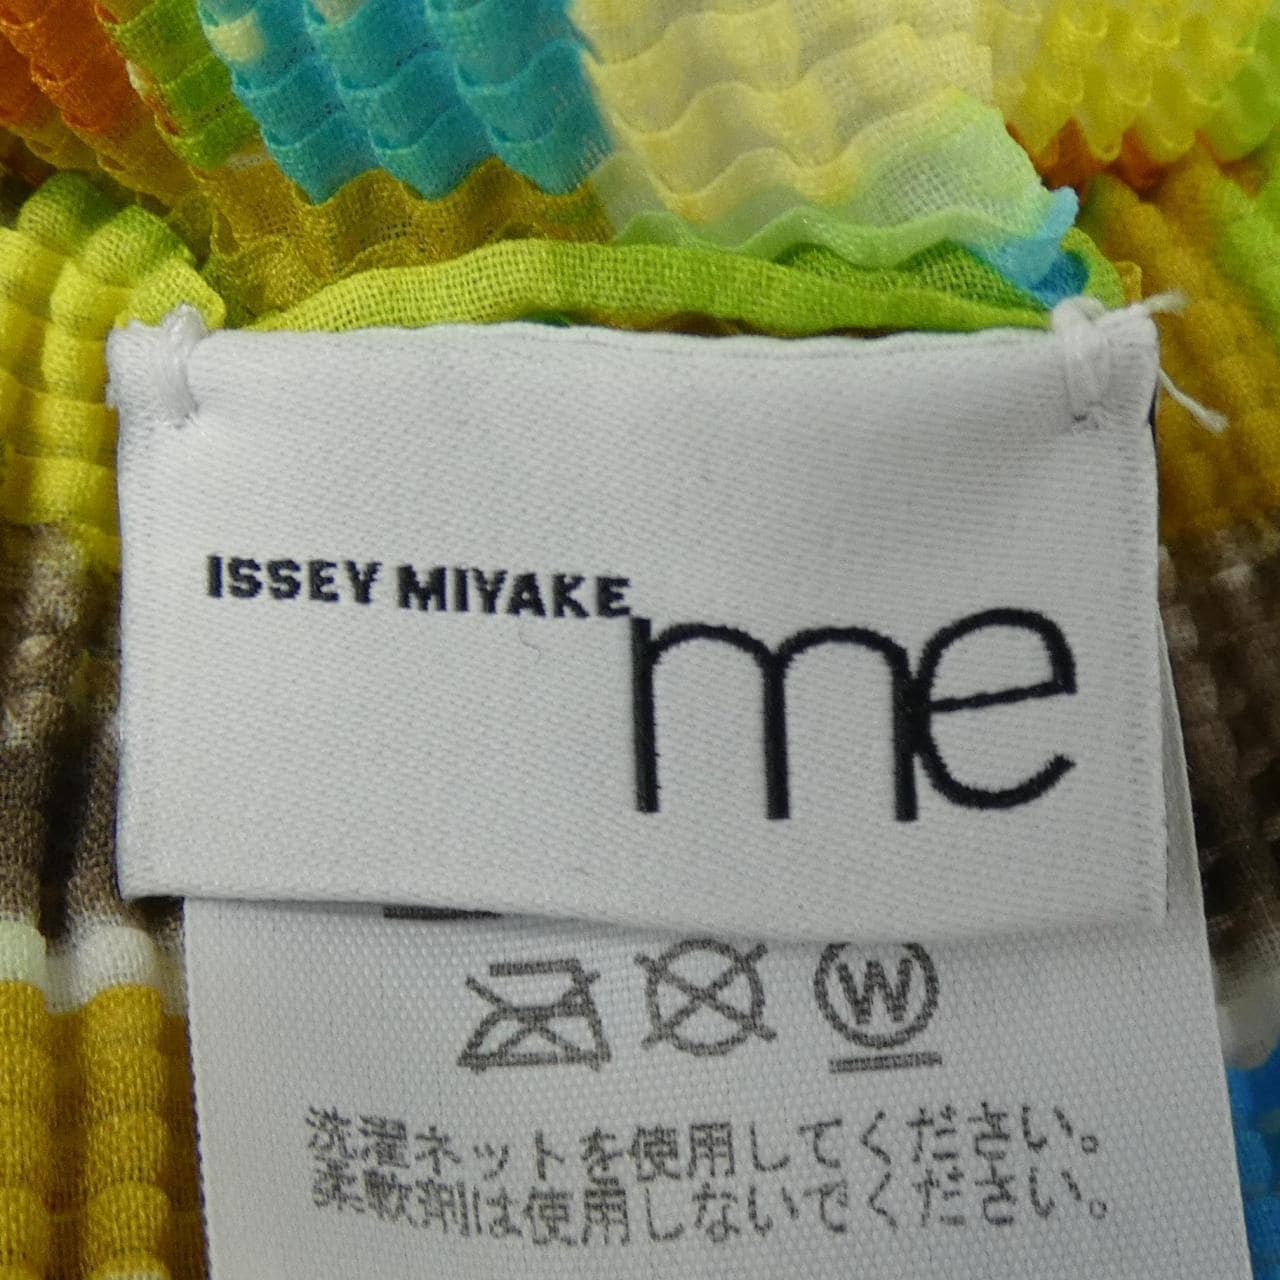 ISSEY MIYAKE
me
W
洗濯ネットを使用してください。
柔軟剤は使用しないでください。